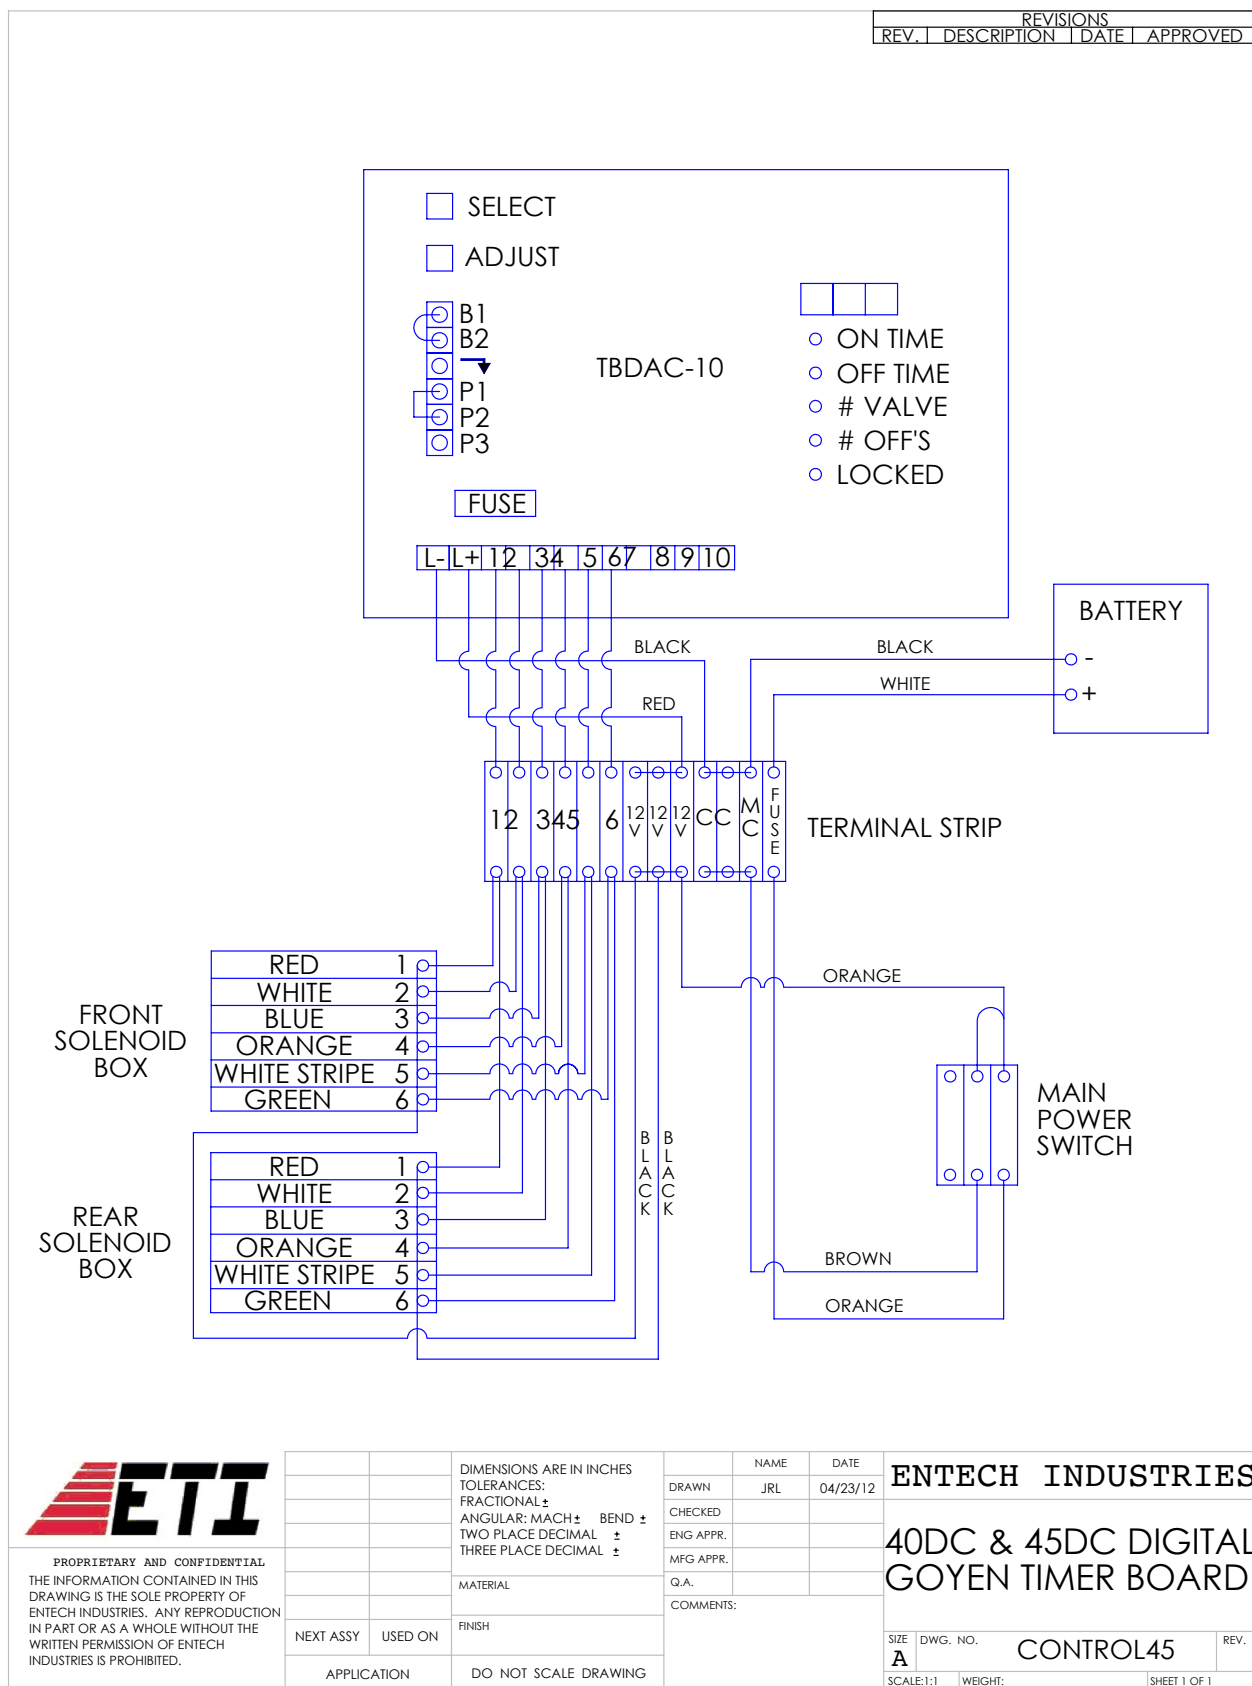 REVISIONS
REV. DESCRIPTION DATE APPROVED
SELECT
ADJUST
B1
B2
P1
P2
P3
TBDAC-10
ON TIME
OFF TIME
# VALVE
# OFF'S
LOCKED
FUSE
L- L+ 1 2 3 4 5 6 7 8 9 10
BATTERY
-
+
BLACK
BLACK
WHITE
RED
1 2 3 4 5 6 12V 12V 12V C C MC FUSE
TERMINAL STRIP
ORANGE
FRONT
SOLENOID
BOX
RED 1
WHITE 2
BLUE 3
ORANGE 4
WHITE STRIPE 5
GREEN 6
MAIN
POWER
SWITCH
BLACK
BLACK
REAR
SOLENOID
BOX
RED 1
WHITE 2
BLUE 3
ORANGE 4
WHITE STRIPE 5
GREEN 6
BROWN
ORANGE
ETI
PROPRIETARY AND CONFIDENTIAL
THE INFORMATION CONTAINED IN THIS
DRAWING IS THE SOLE PROPERTY OF
ENTECH INDUSTRIES. ANY REPRODUCTION
IN PART OR AS A WHOLE WITHOUT THE
WRITTEN PERMISSION OF ENTECH
INDUSTRIES IS PROHIBITED.
NEXT ASSY USED ON
APPLICATION
DIMENSIONS ARE IN INCHES
TOLERANCES:
FRACTIONAL ±
ANGULAR: MACH ± BEND ±
TWO PLACE DECIMAL ±
THREE PLACE DECIMAL ±
MATERIAL
FINISH
DO NOT SCALE DRAWING
NAME DATE
DRAWN JRL 04/23/12
CHECKED
ENG APPR.
MFG APPR.
Q.A.
COMMENTS:
ENTECH INDUSTRIES
40DC & 45DC DIGITAL
GOYEN TIMER BOARD
SIZE DWG. NO. REV.
A CONTROL45
SCALE:1:1 WEIGHT: SHEET 1 OF 1